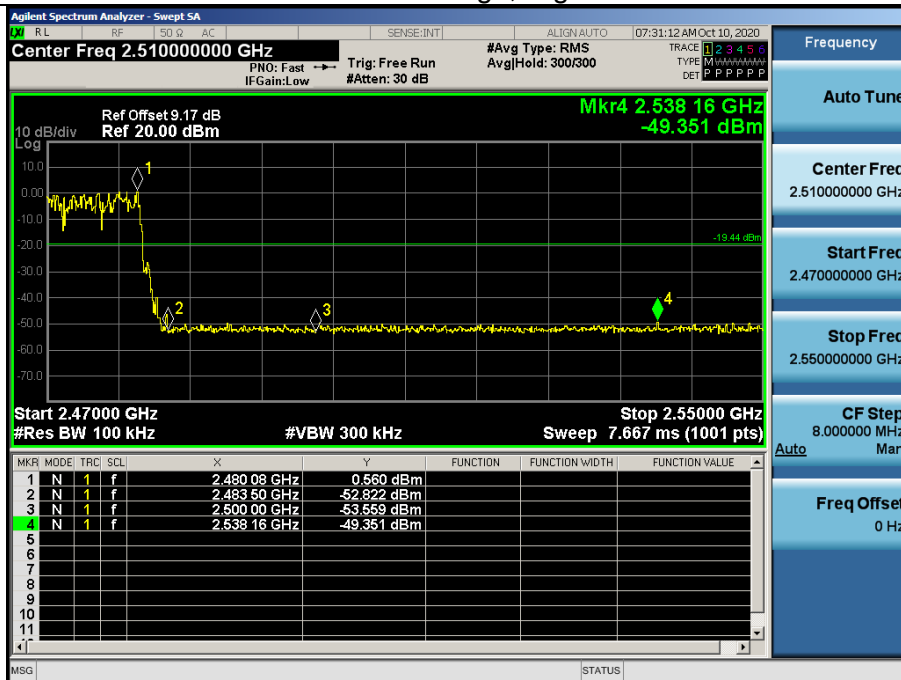 Agilent Spectrum Analyzer - Swept SA
LXI RL RF 50 Ω AC SENSE:INT ALIGN AUTO 07:31:12 AM Oct 10, 2020
Center Freq 2.510000000 GHz #Avg Type: RMS TRACE 1 2 3 4 5 6
PNO: Fast Trig: Free Run Avg|Hold: 300/300 TYPE M W W W W W
IFGain:Low #Atten: 30 dB DET P P P P P P
Mkr4 2.538 16 GHz
-49.351 dBm
Ref Offset 9.17 dB
10 dB/div Ref 20.00 dBm
Log
10.0
0.00
-10.0
-20.0
-30.0
-40.0
-50.0
-60.0
-70.0
1
2
3
4
-19.44 dBm
Start 2.47000 GHz Stop 2.55000 GHz
#Res BW 100 kHz #VBW 300 kHz Sweep 7.667 ms (1001 pts)
MKR MODE TRC SCL X Y FUNCTION FUNCTION WIDTH FUNCTION VALUE
1 N 1 f 2.480 08 GHz 0.560 dBm
2 N 1 f 2.483 50 GHz -52.822 dBm
3 N 1 f 2.500 00 GHz -53.559 dBm
4 N 1 f 2.538 16 GHz -49.351 dBm
5
6
7
8
9
10
11
MSG STATUS
Frequency
Auto Tune
Center Freq
2.510000000 GHz
Start Freq
2.470000000 GHz
Stop Freq
2.550000000 GHz
CF Step
8.000000 MHz
Auto Man
Freq Offset
0 Hz